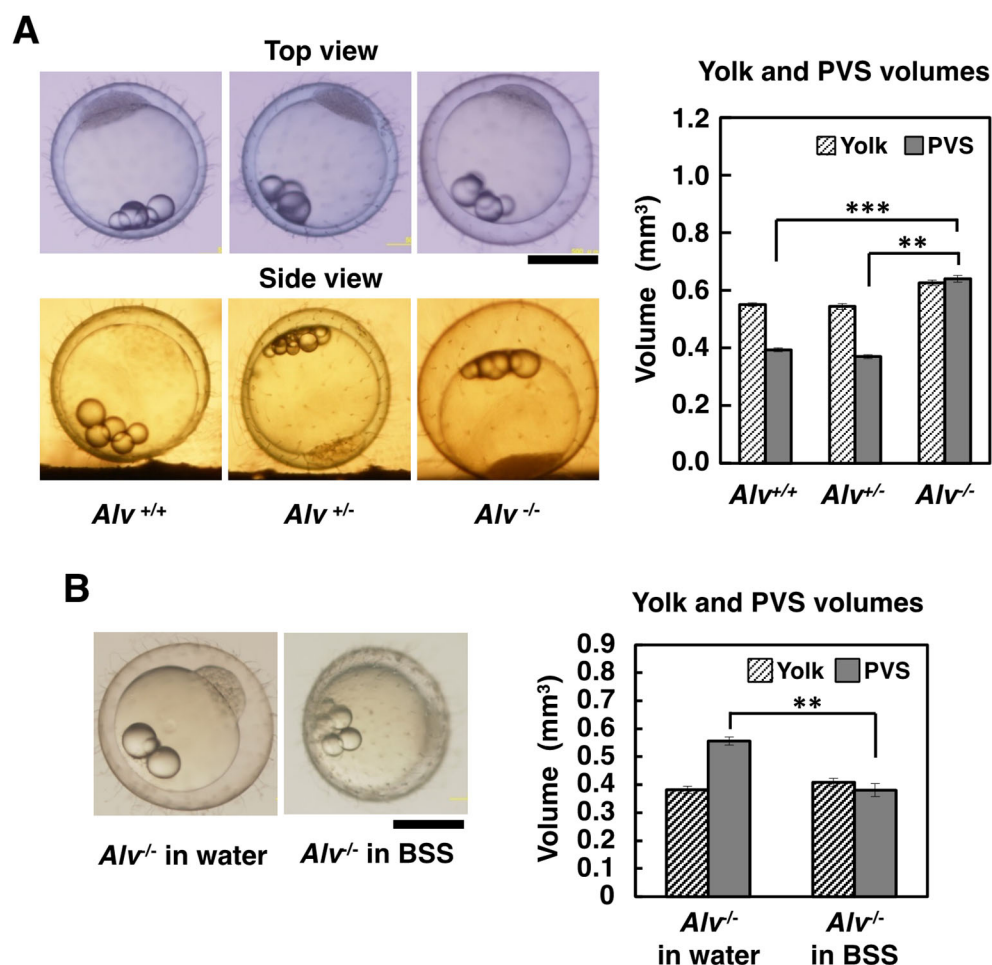 A
Top view
Side view
Alv +/+
Alv +/-
Alv -/-
Yolk and PVS volumes
Yolk PVS
Volume (mm3)
1.2
1.0
0.8
0.6
0.4
0.2
0.0
***
**
Alv+/+
Alv+/-
Alv-/-
B
Alv-/- in water
Alv-/- in BSS
Yolk and PVS volumes
Yolk PVS
Volume (mm3)
0.9
0.8
0.7
0.6
0.5
0.4
0.3
0.2
0.1
0
**
Alv-/-
in water
Alv-/-
in BSS